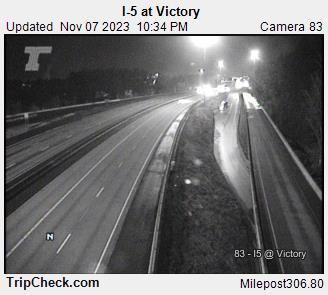 I-5 at Victory
Updated Nov 07 2023 10:34 PM Camera 83
T
N
83 - I5 @ Victory
TripCheck.com Milepost306.80